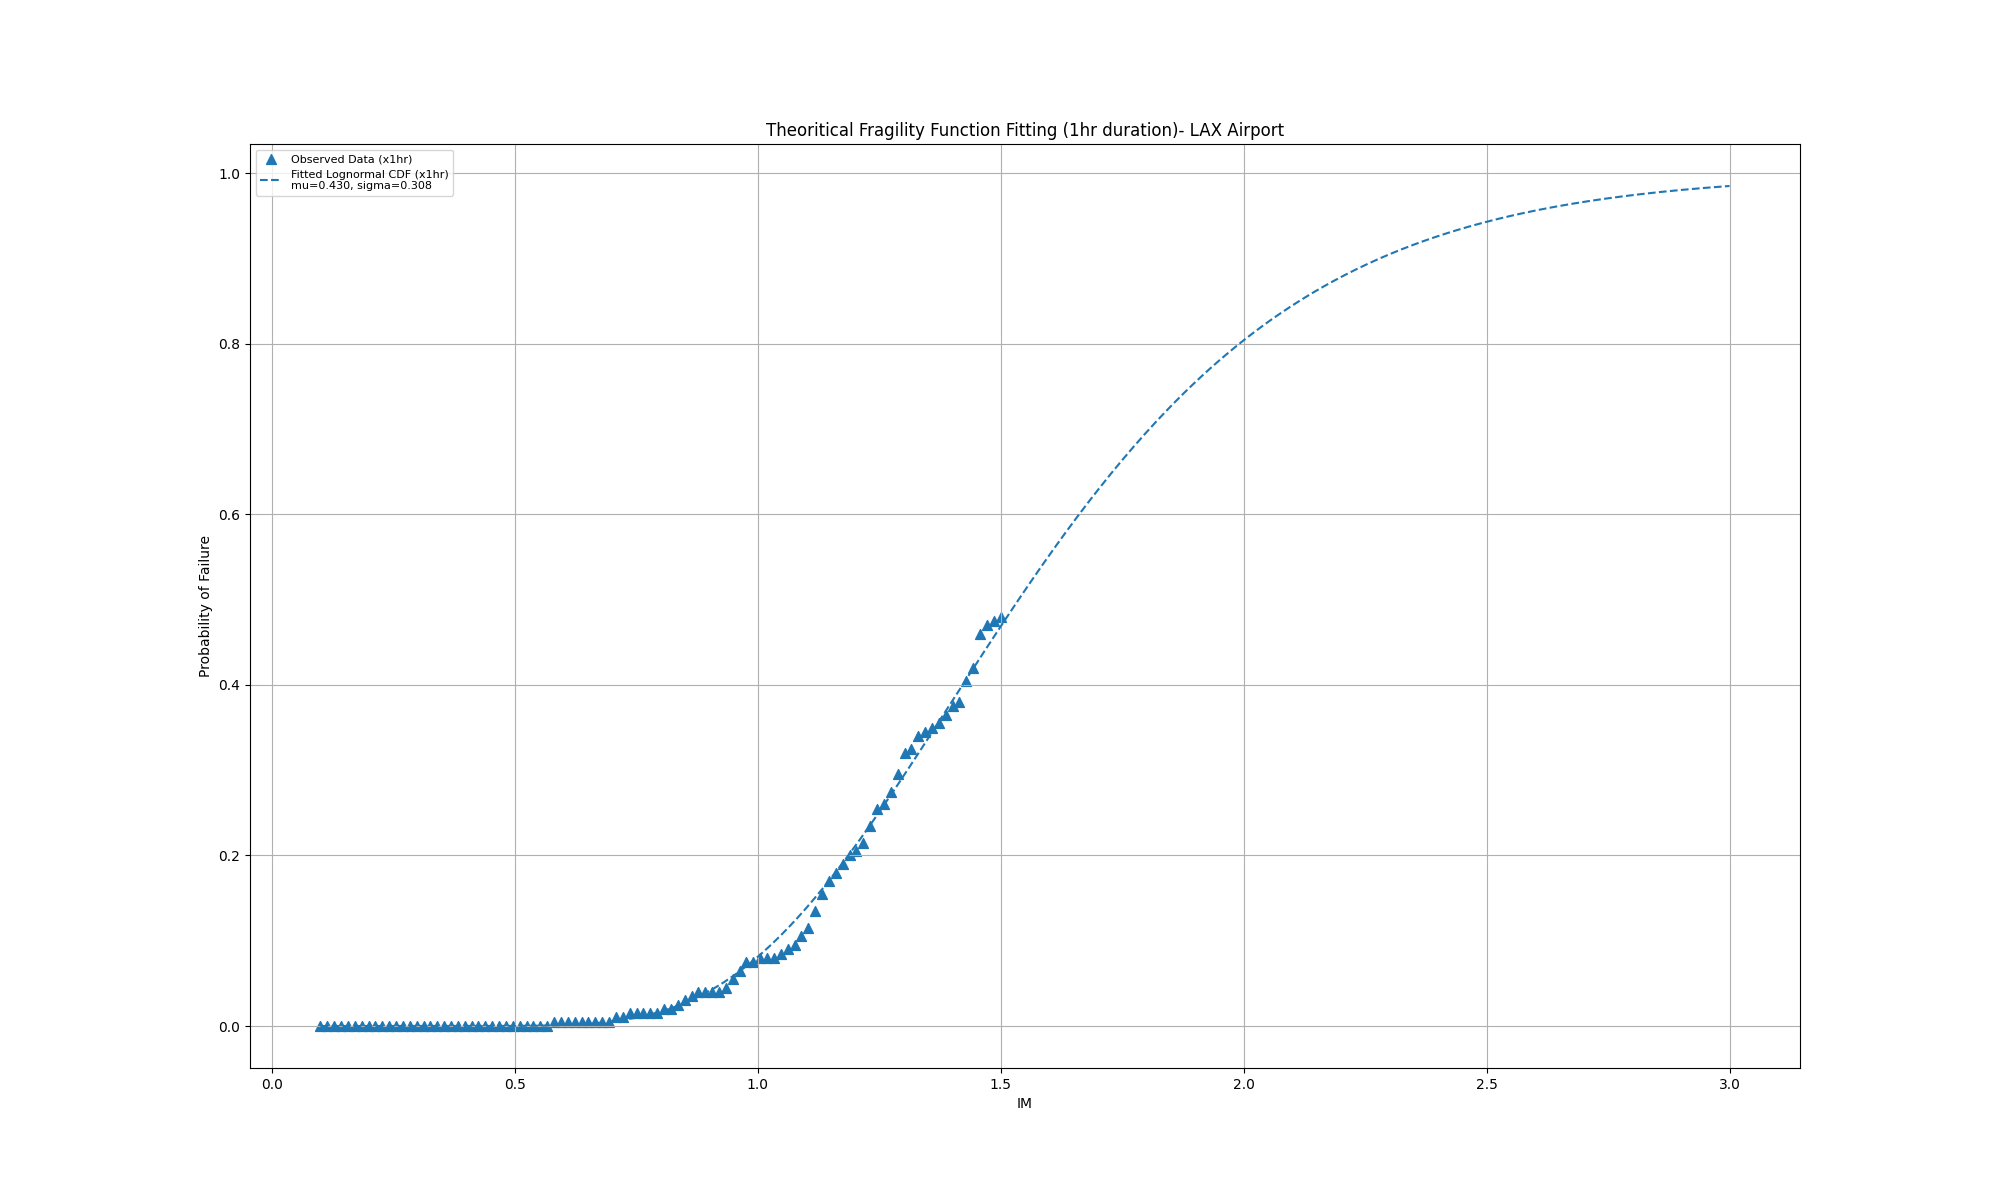 Theoritical Fragility Function Fitting (1hr duration)- LAX Airport
Observed Data (x1hr)
Fitted Lognormal CDF (x1hr)
mu=0.430, sigma=0.308
1.0
0.8
0.6
0.4
0.2
0.0
Probability of Failure
0.0 0.5 1.0 1.5 2.0 2.5 3.0
IM